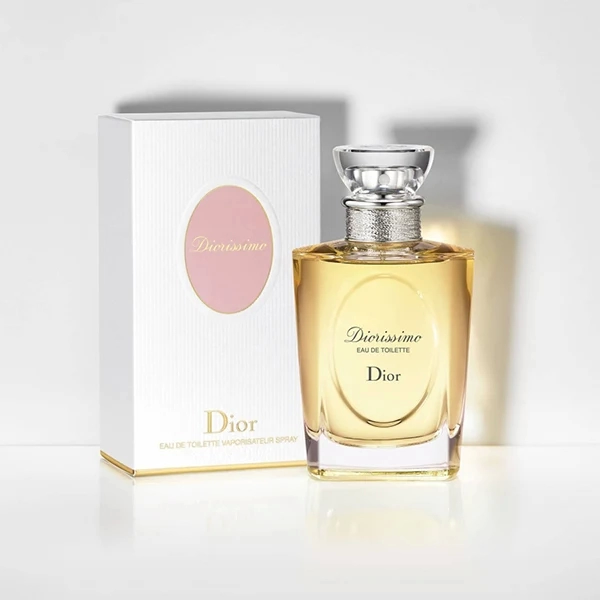 Diorissimo
Dior
EAU DE TOILETTE VAPORISATEUR SPRAY
Diorissimo
EAU DE TOILETTE
Dior